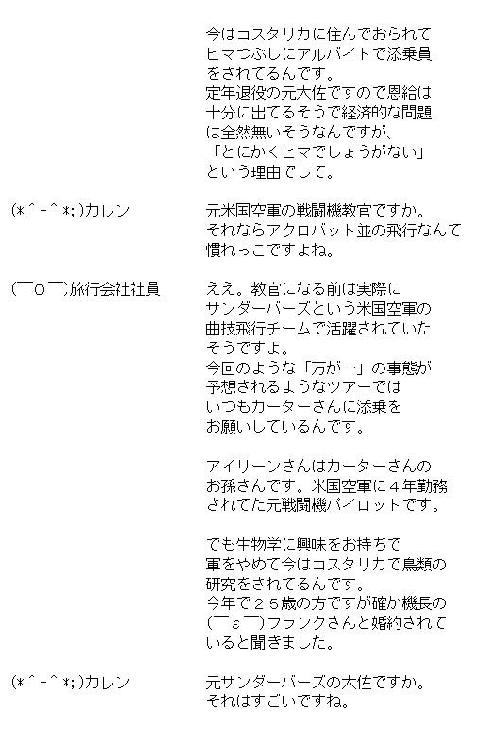 今はコスタリカに住んでおられて
ヒマつぶしにアルバイトで添乗員
をされてるんです。
定年退役の元大佐ですので恩給は
十分に出てるそうで経済的な問題
は全然無いそうなんですが、
「とにかくヒマでしょうがない」
という理由でして。
(*^-^*;)カレン 元米国空軍の戦闘機教官ですか。
それならアクロバット並の飛行なんて
慣れっこですよね。
(￣O￣)旅行会社社員 ええ。教官になる前は実際に
サンダーバーズという米国空軍の
曲技飛行チームで活躍されていた
そうですよ。
今回のような「万が一」の事態が
予想されるようなツアーでは
いつもカーターさんに添乗を
お願いしているんです。
アイリーンさんはカーターさんの
お孫さんです。米国空軍に４年勤務
されてた元戦闘機パイロットです。
でも生物学に興味をお持ちで
軍をやめて今はコスタリカで鳥類の
研究をされてるんです。
今年で２５歳の方ですが確か機長の
(￣ε￣)フランクさんと婚約されて
いると聞きました。
(*^-^*;)カレン 元サンダーバーズの大佐ですか。
それはすごいですね。